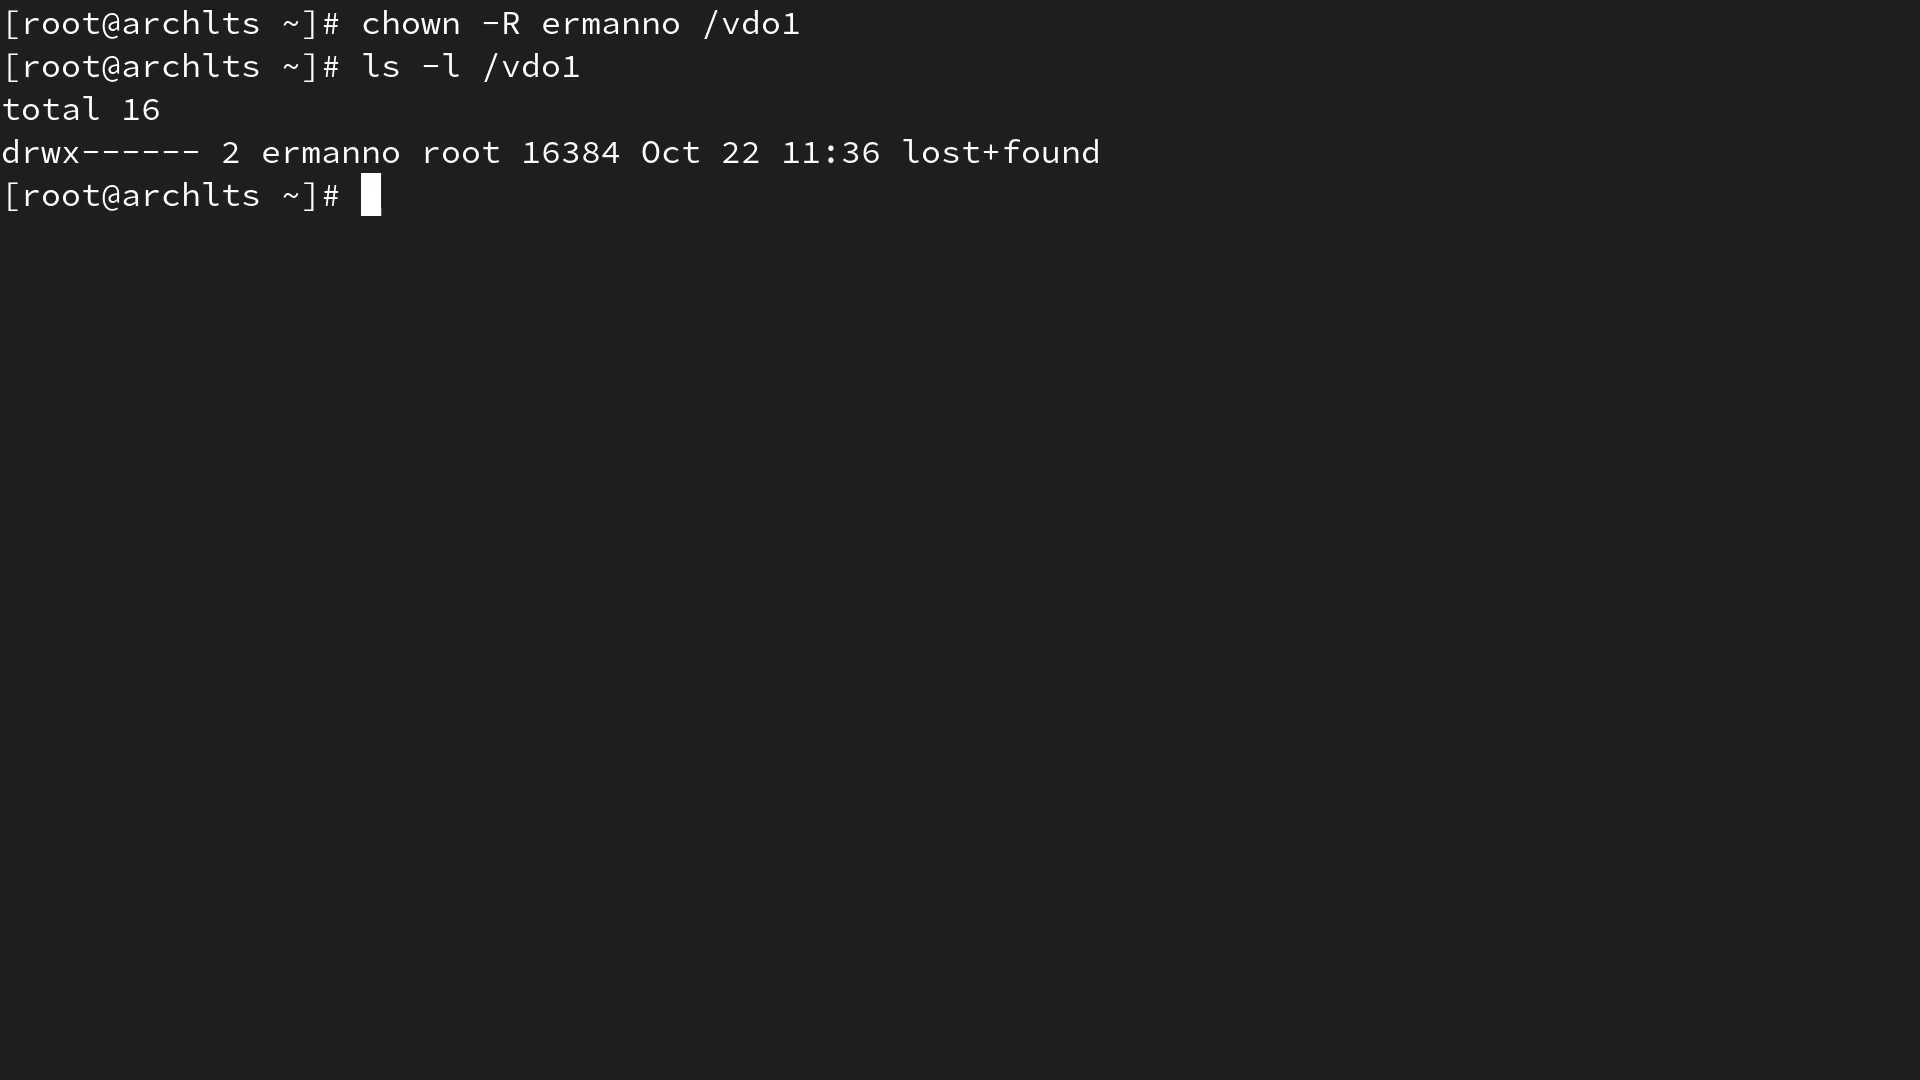 [root@archlts ~]# chown -R ermanno /vdo1
[root@archlts ~]# ls -l /vdo1
total 16
drwx------ 2 ermanno root 16384 Oct 22 11:36 lost+found
[root@archlts ~]#